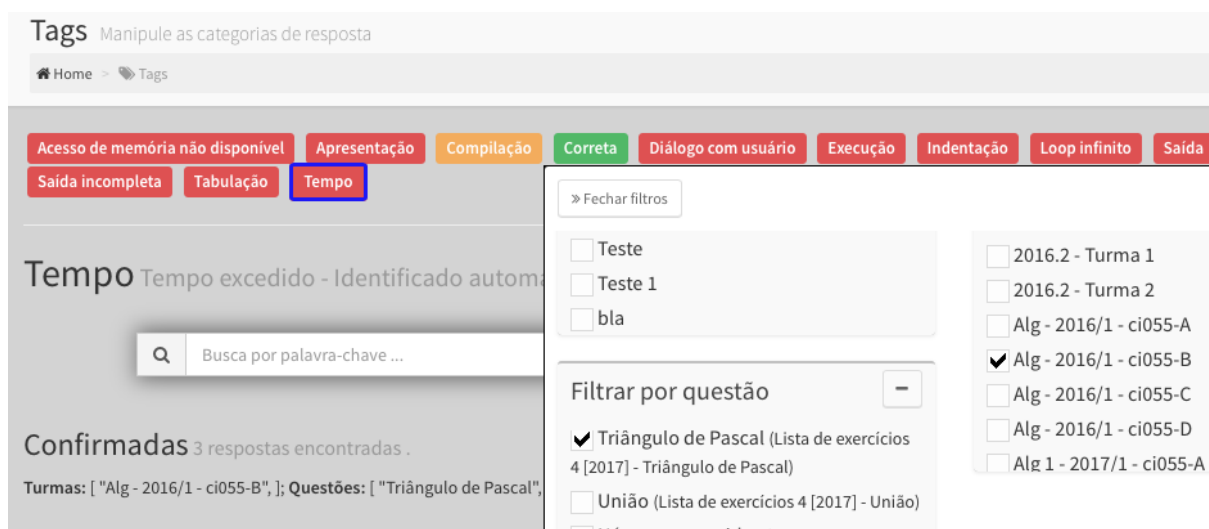 Tags Manipule as categorias de resposta
Home > Tags
Acesso de memória não disponível Apresentação Compilação Correta Diálogo com usuário Execução Indentação Loop infinito Saída
Saída incompleta Tabulação Tempo
Tempo Tempo excedido - Identificado
Busca por palavra-chave ...
Confirmadas 3 respostas encontradas .
Turmas: [ "Alg - 2016/1 - ci055-B", ]; Questões: [ "Triângulo de Pascal",
» Fechar filtros
Teste
Teste 1
bla
Filtrar por questão
Triângulo de Pascal (Lista de exercícios
4 [2017] - Triângulo de Pascal)
União (Lista de exercícios 4 [2017] - União)
2016.2 - Turma 1
2016.2 - Turma 2
Alg - 2016/1 - ci055-A
Alg - 2016/1 - ci055-B
Alg - 2016/1 - ci055-C
Alg - 2016/1 - ci055-D
Alg 1 - 2017/1 - ci055-A